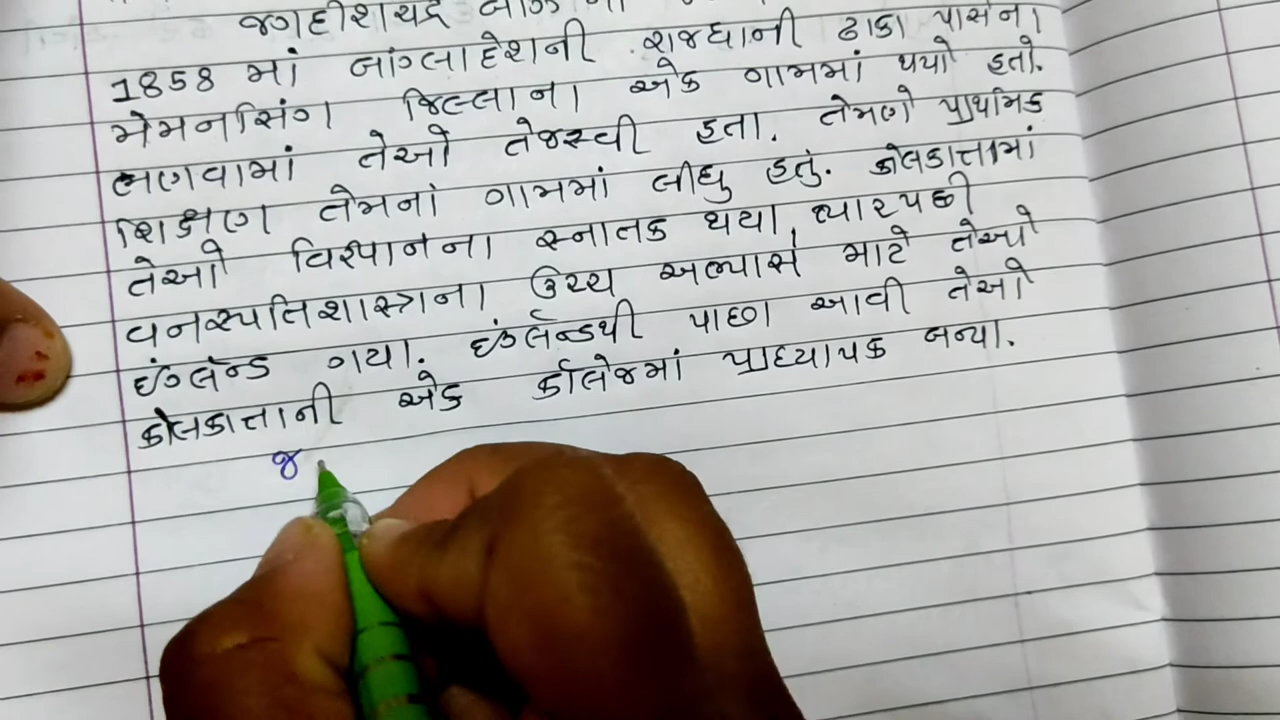 જગદીશચંદ્ર
1858 માં બાંગ્લાદેશની રાજધાની ઢાકા પાસેના
મેમનસિંગ જિલ્લાના એક ગામમાં થયો હતો.
ભણવામાં તેઓ તેજસ્વી હતા. તેમણે પ્રાથમિક
શિક્ષણ તેમનાં ગામમાં લીધુ હતું. કોલકાત્તામાં
તેઓ વિજ્ઞાનના સ્નાતક થયા, ત્યારપછી
વનસ્પતિશાસ્ત્રના ઉચ્ચ અભ્યાસ માટે તેઓ
ઇંગ્લૅન્ડ ગયા. ઇંગ્લૅન્ડથી પાછા આવી તેઓ
કોલકાત્તાની એક કૉલેજમાં પ્રાધ્યાપક બન્યા.
જ